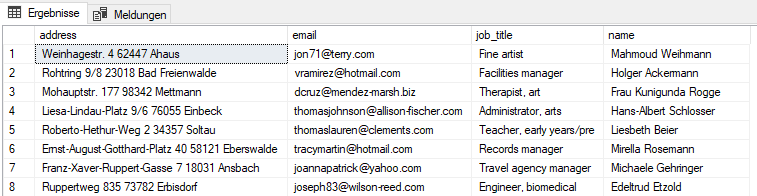 Ergebnisse Meldungen
address email job_title name
1 Weinhagestr. 4 62447 Ahaus jon71@terry.com Fine artist Mahmoud Weihmann
2 Rohtring 9/8 23018 Bad Freienwalde vramirez@hotmail.com Facilities manager Holger Ackermann
3 Mohauptstr. 177 98342 Mettmann dcruz@mendez-marsh.biz Therapist, art Frau Kunigunda Rogge
4 Liesa-Lindau-Platz 9/6 76055 Einbeck thomasjohnson@allison-fischer.com Administrator, arts Hans-Albert Schlosser
5 Roberto-Hethur-Weg 2 34357 Soltau thomaslauren@clements.com Teacher, early years/pre Liesbeth Beier
6 Ernst-August-Gotthard-Platz 40 58121 Eberswalde tracymartin@hotmail.com Records manager Mirella Rosemann
7 Franz-Xaver-Ruppert-Gasse 7 18031 Ansbach joannapatrick@yahoo.com Travel agency manager Michaele Gehringer
8 Ruppertweg 835 73782 Erbisdorf joseph83@wilson-reed.com Engineer, biomedical Edeltrud Etzold